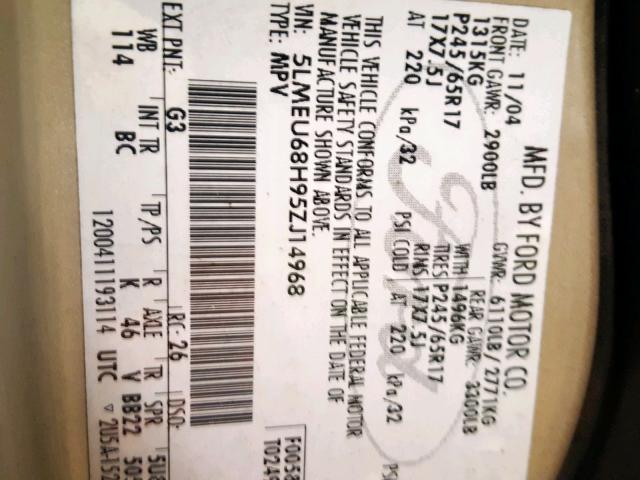 MFD. BY FORD MOTOR CO.
DATE: 11/04 GVWR: 6110LB/2771KG
FRONT GAWR: 2900LB REAR GAWR: 3300LB
1315KG WITH 1496KG
P245/65R17 TIRES P245/65R17
17X7.5J RIMS 17X7.5J
AT 220 kPa/32 PSI COLD AT 220 kPa/32 PSI
THIS VEHICLE CONFORMS TO ALL APPLICABLE FEDERAL MOTOR
VEHICLE SAFETY STANDARDS IN EFFECT ON THE DATE OF
MANUFACTURE SHOWN ABOVE.
VIN: 5LMEU68H95ZJ14968
TYPE: MPV
F0058
T0249
EXT PNT: G3 RC: 26 DSO:
WB INT TR TP/PS R AXLE TR SPR
114 BC K 46 V BB22
1200411193114 UTC